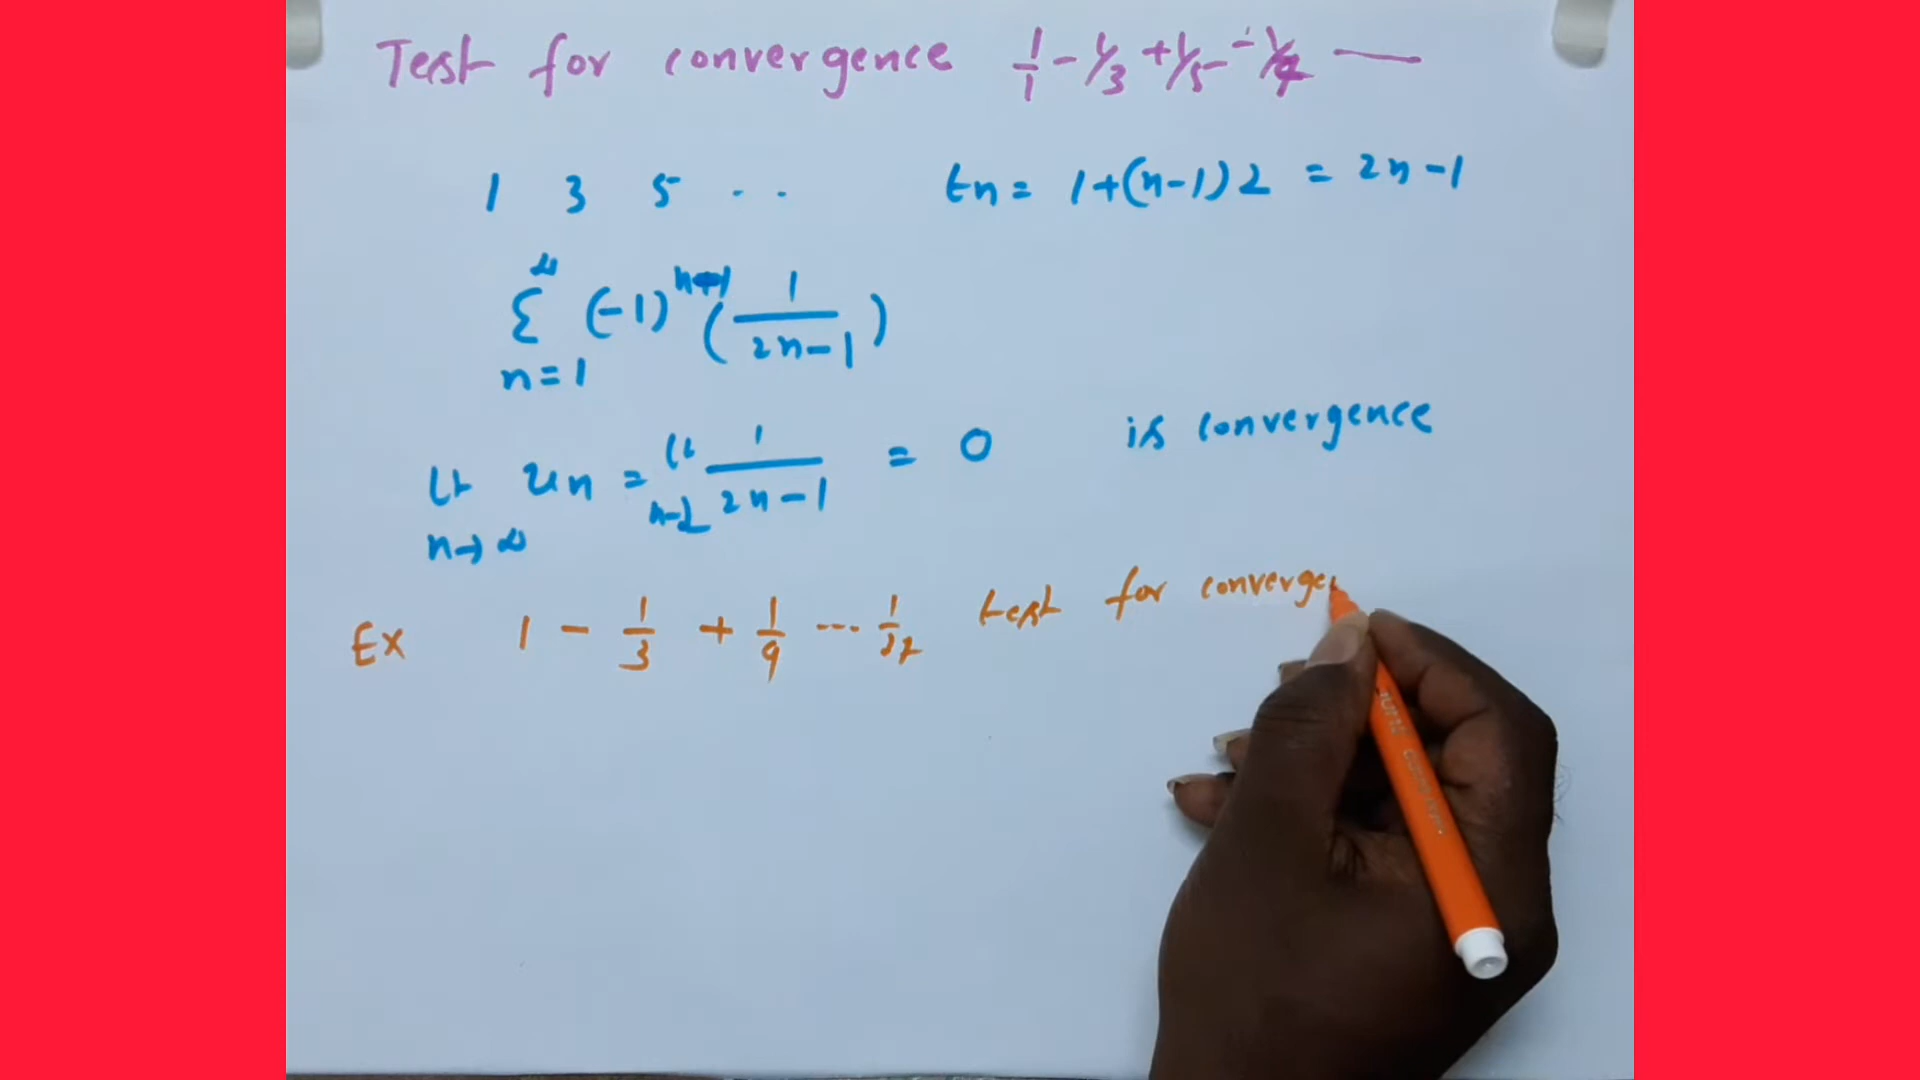 Test for convergence 1/1 - 1/3 + 1/5 - 1/9 —
1 3 5 .. tn = 1+(n-1)2 = 2n-1
∞
Σ (-1)^n+1 (1/2n-1)
n=1
Lt un = Lt 1/2n-1 = 0 is convergence
n→∞
Ex 1 - 1/3 + 1/9 --- 1/27 test for converge